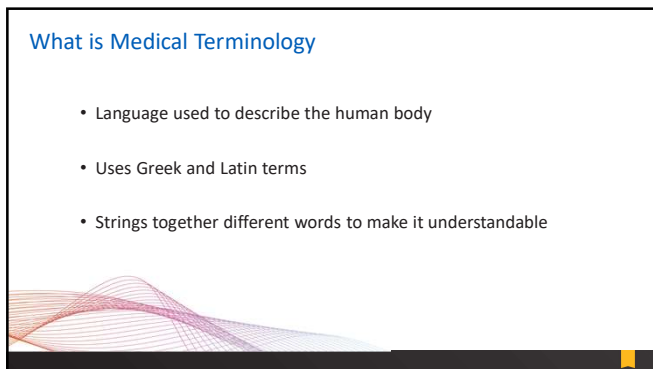 What is Medical Terminology
• Language used to describe the human body
• Uses Greek and Latin terms
• Strings together different words to make it understandable